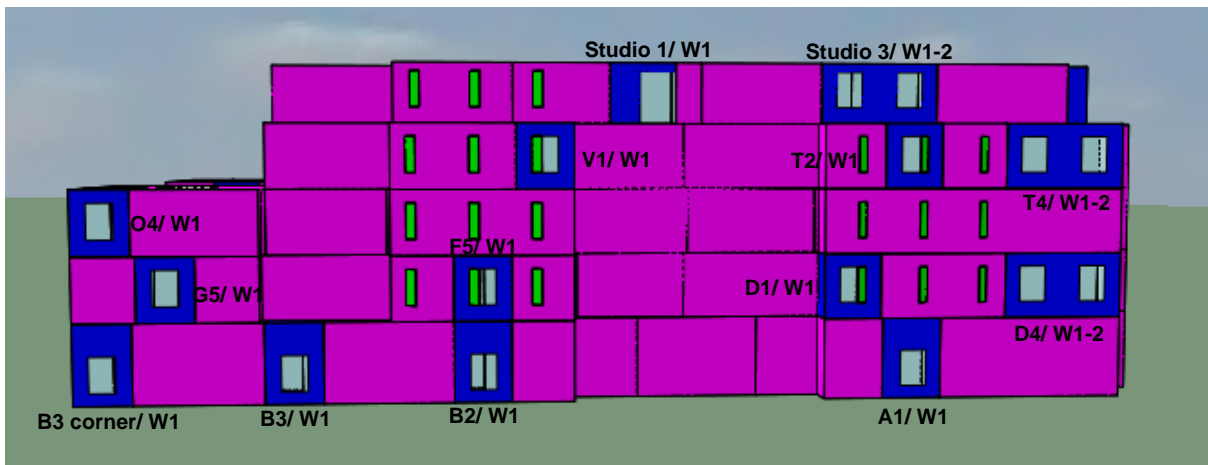 Studio 1/ W1
Studio 3/ W1-2
V1/ W1
T2/ W1
T4/ W1-2
O4/ W1
F5/ W1
G5/ W1
D1/ W1
D4/ W1-2
B3 corner/ W1
B3/ W1
B2/ W1
A1/ W1